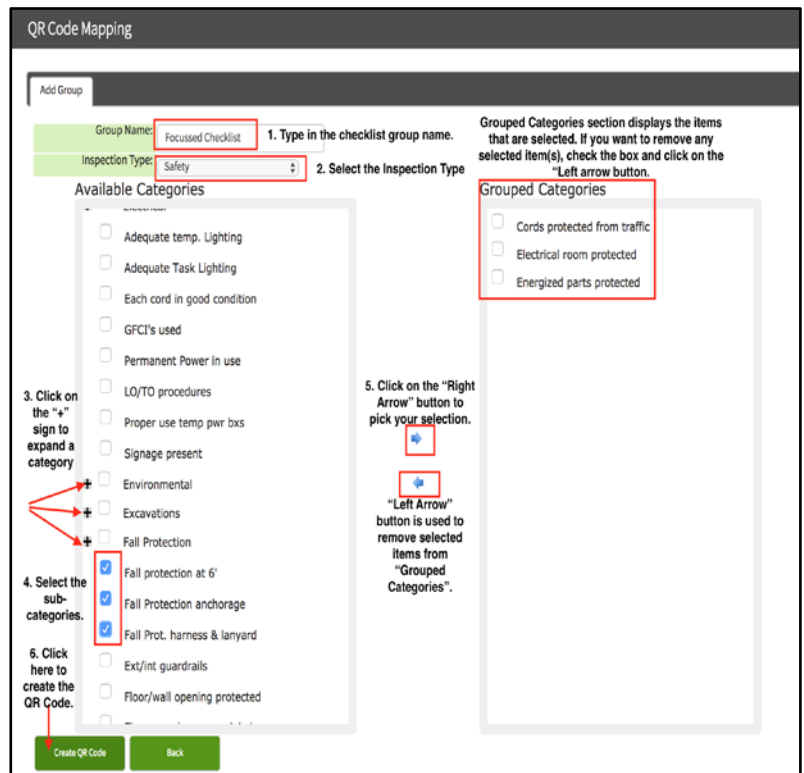 QR Code Mapping
Add Group
Group Name:
Focussed Checklist
1. Type in the checklist group name.
Inspection Type:
Safety
2. Select the Inspection Type
Grouped Categories section displays the items
that are selected. If you want to remove any
selected item(s), check the box and click on the
“Left arrow button.
Available Categories
Adequate temp. Lighting
Adequate Task Lighting
Each cord in good condition
GFCI's used
Permanent Power in use
LO/TO procedures
Proper use temp pwr bxs
Signage present
Environmental
Excavations
Fall Protection
Fall protection at 6'
Fall Protection anchorage
Fall Prot. harness & lanyard
Ext/int guardrails
Floor/wall opening protected
3. Click on
the “+”
sign to
expand a
category
4. Select the
sub-
categories.
6. Click
here to
create the
QR Code.
5. Click on the “Right
Arrow” button to
pick your selection.
“Left Arrow”
button is used to
remove selected
items from
“Grouped
Categories”.
Grouped Categories
Cords protected from traffic
Electrical room protected
Energized parts protected
Create QR Code
Back